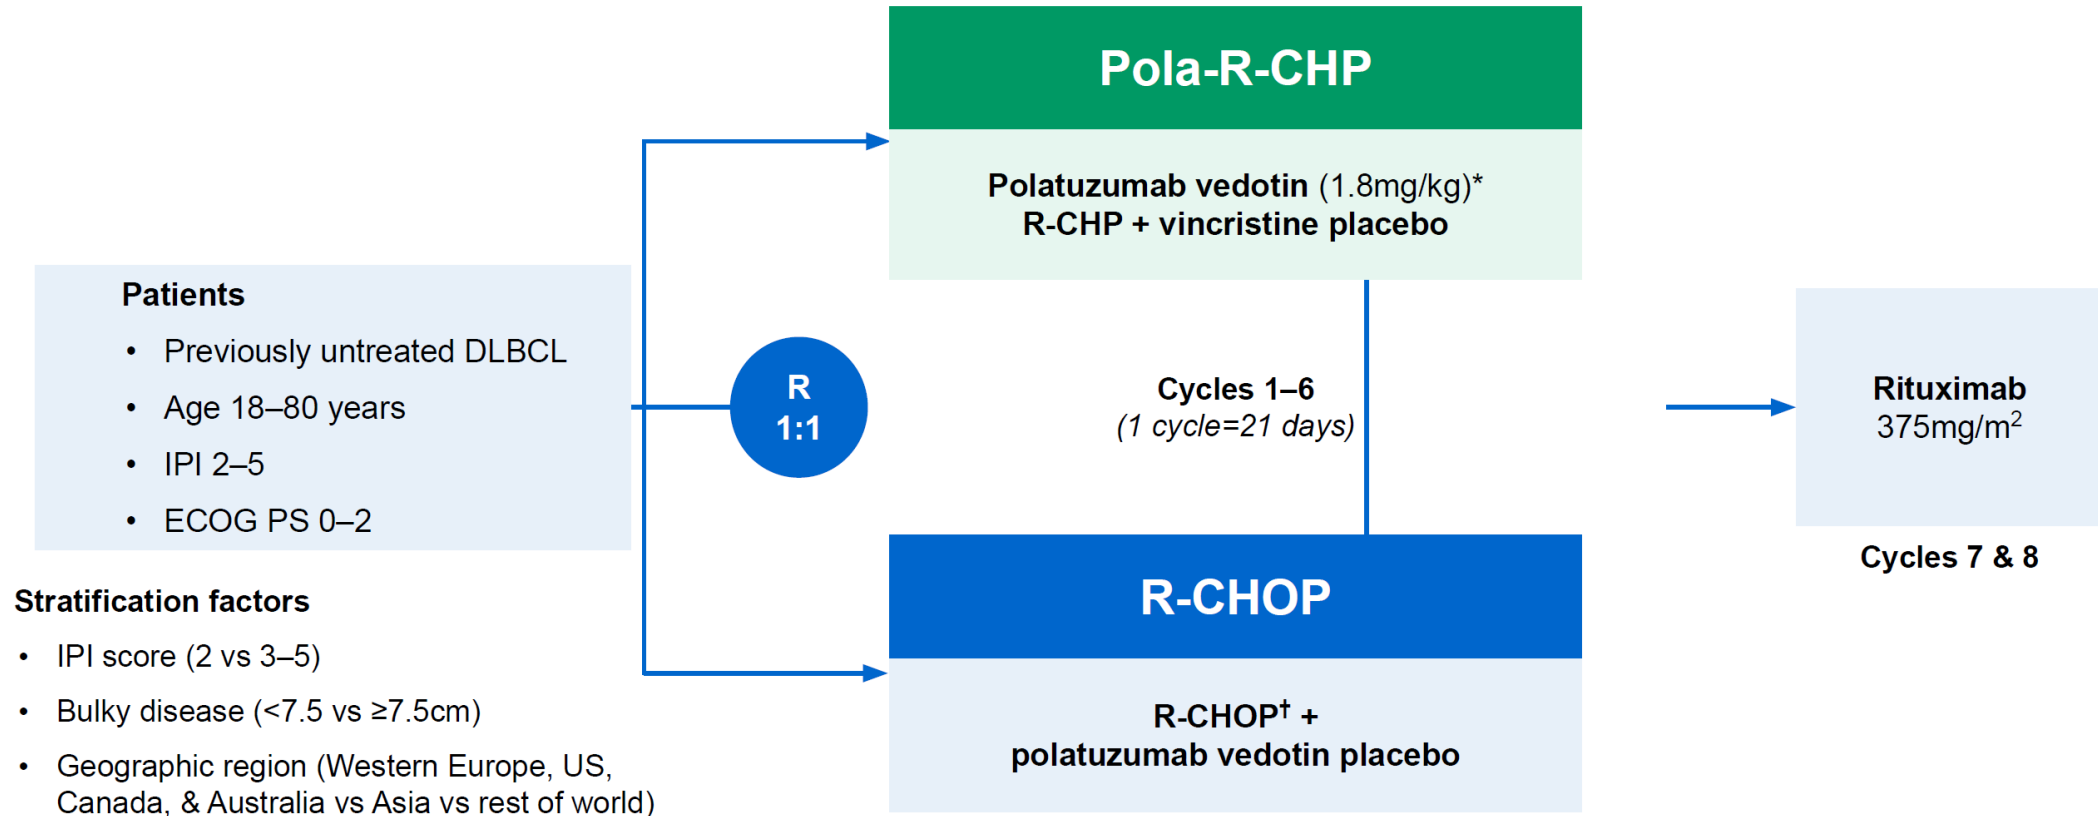 Pola-R-CHP
Polatuzumab vedotin (1.8mg/kg)*
R-CHP + vincristine placebo
Patients
• Previously untreated DLBCL
• Age 18–80 years
• IPI 2–5
• ECOG PS 0–2
R
1:1
Cycles 1–6
(1 cycle=21 days)
Rituximab
375mg/m²
Cycles 7 & 8
R-CHOP
R-CHOP† +
polatuzumab vedotin placebo
Stratification factors
• IPI score (2 vs 3–5)
• Bulky disease (<7.5 vs ≥7.5cm)
• Geographic region (Western Europe, US,
Canada, & Australia vs Asia vs rest of world)